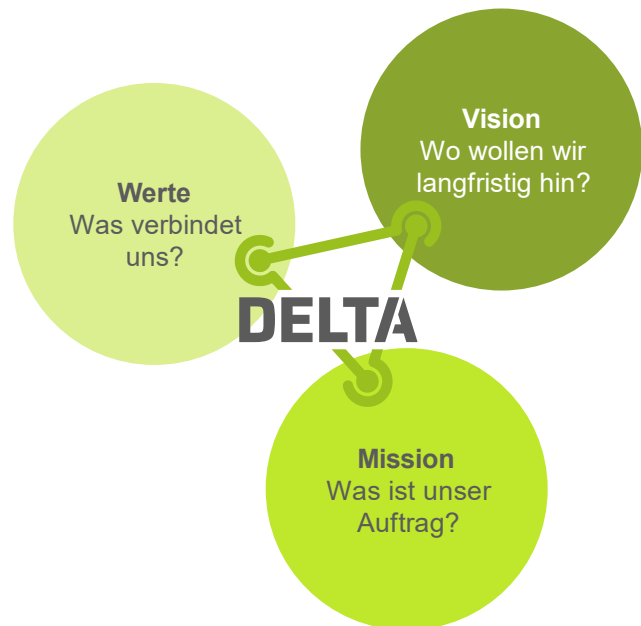 Vision
Wo wollen wir
langfristig hin?
Werte
Was verbindet
uns?
DELTA
Mission
Was ist unser
Auftrag?